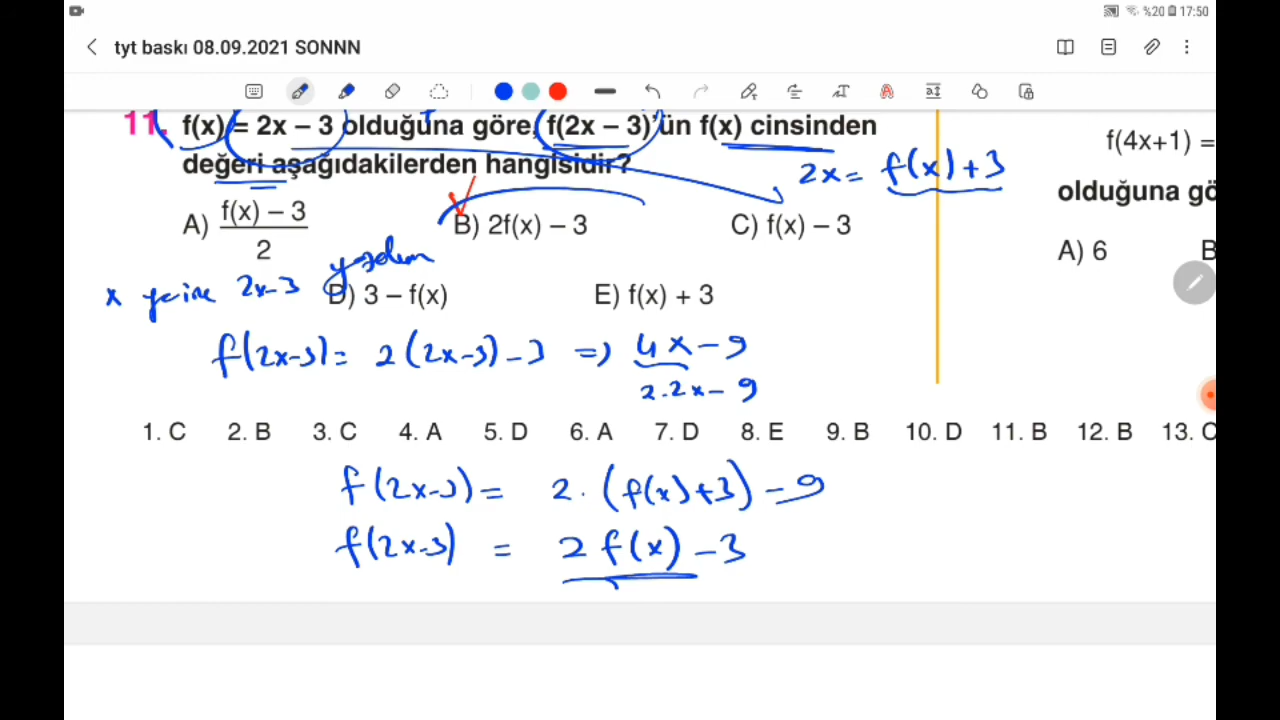 %20 17:50
tyt baskı 08.09.2021 SONNN
11. f(x) = 2x – 3 olduğuna göre, f(2x – 3)'ün f(x) cinsinden
değeri aşağıdakilerden hangisidir?
2x = f(x)+3
A) f(x) – 3 / 2 B) 2f(x) – 3 C) f(x) – 3
x yerine 2x-3 yazdım
D) 3 – f(x) E) f(x) + 3
f(2x-3) = 2(2x-3)-3 => 4x-9
2.2x-9
f(4x+1) =
olduğuna gö
A) 6 B
1. C 2. B 3. C 4. A 5. D 6. A 7. D 8. E 9. B 10. D 11. B 12. B 13. C
f(2x-3) = 2.(f(x)+3)-9
f(2x-3) = 2f(x)-3